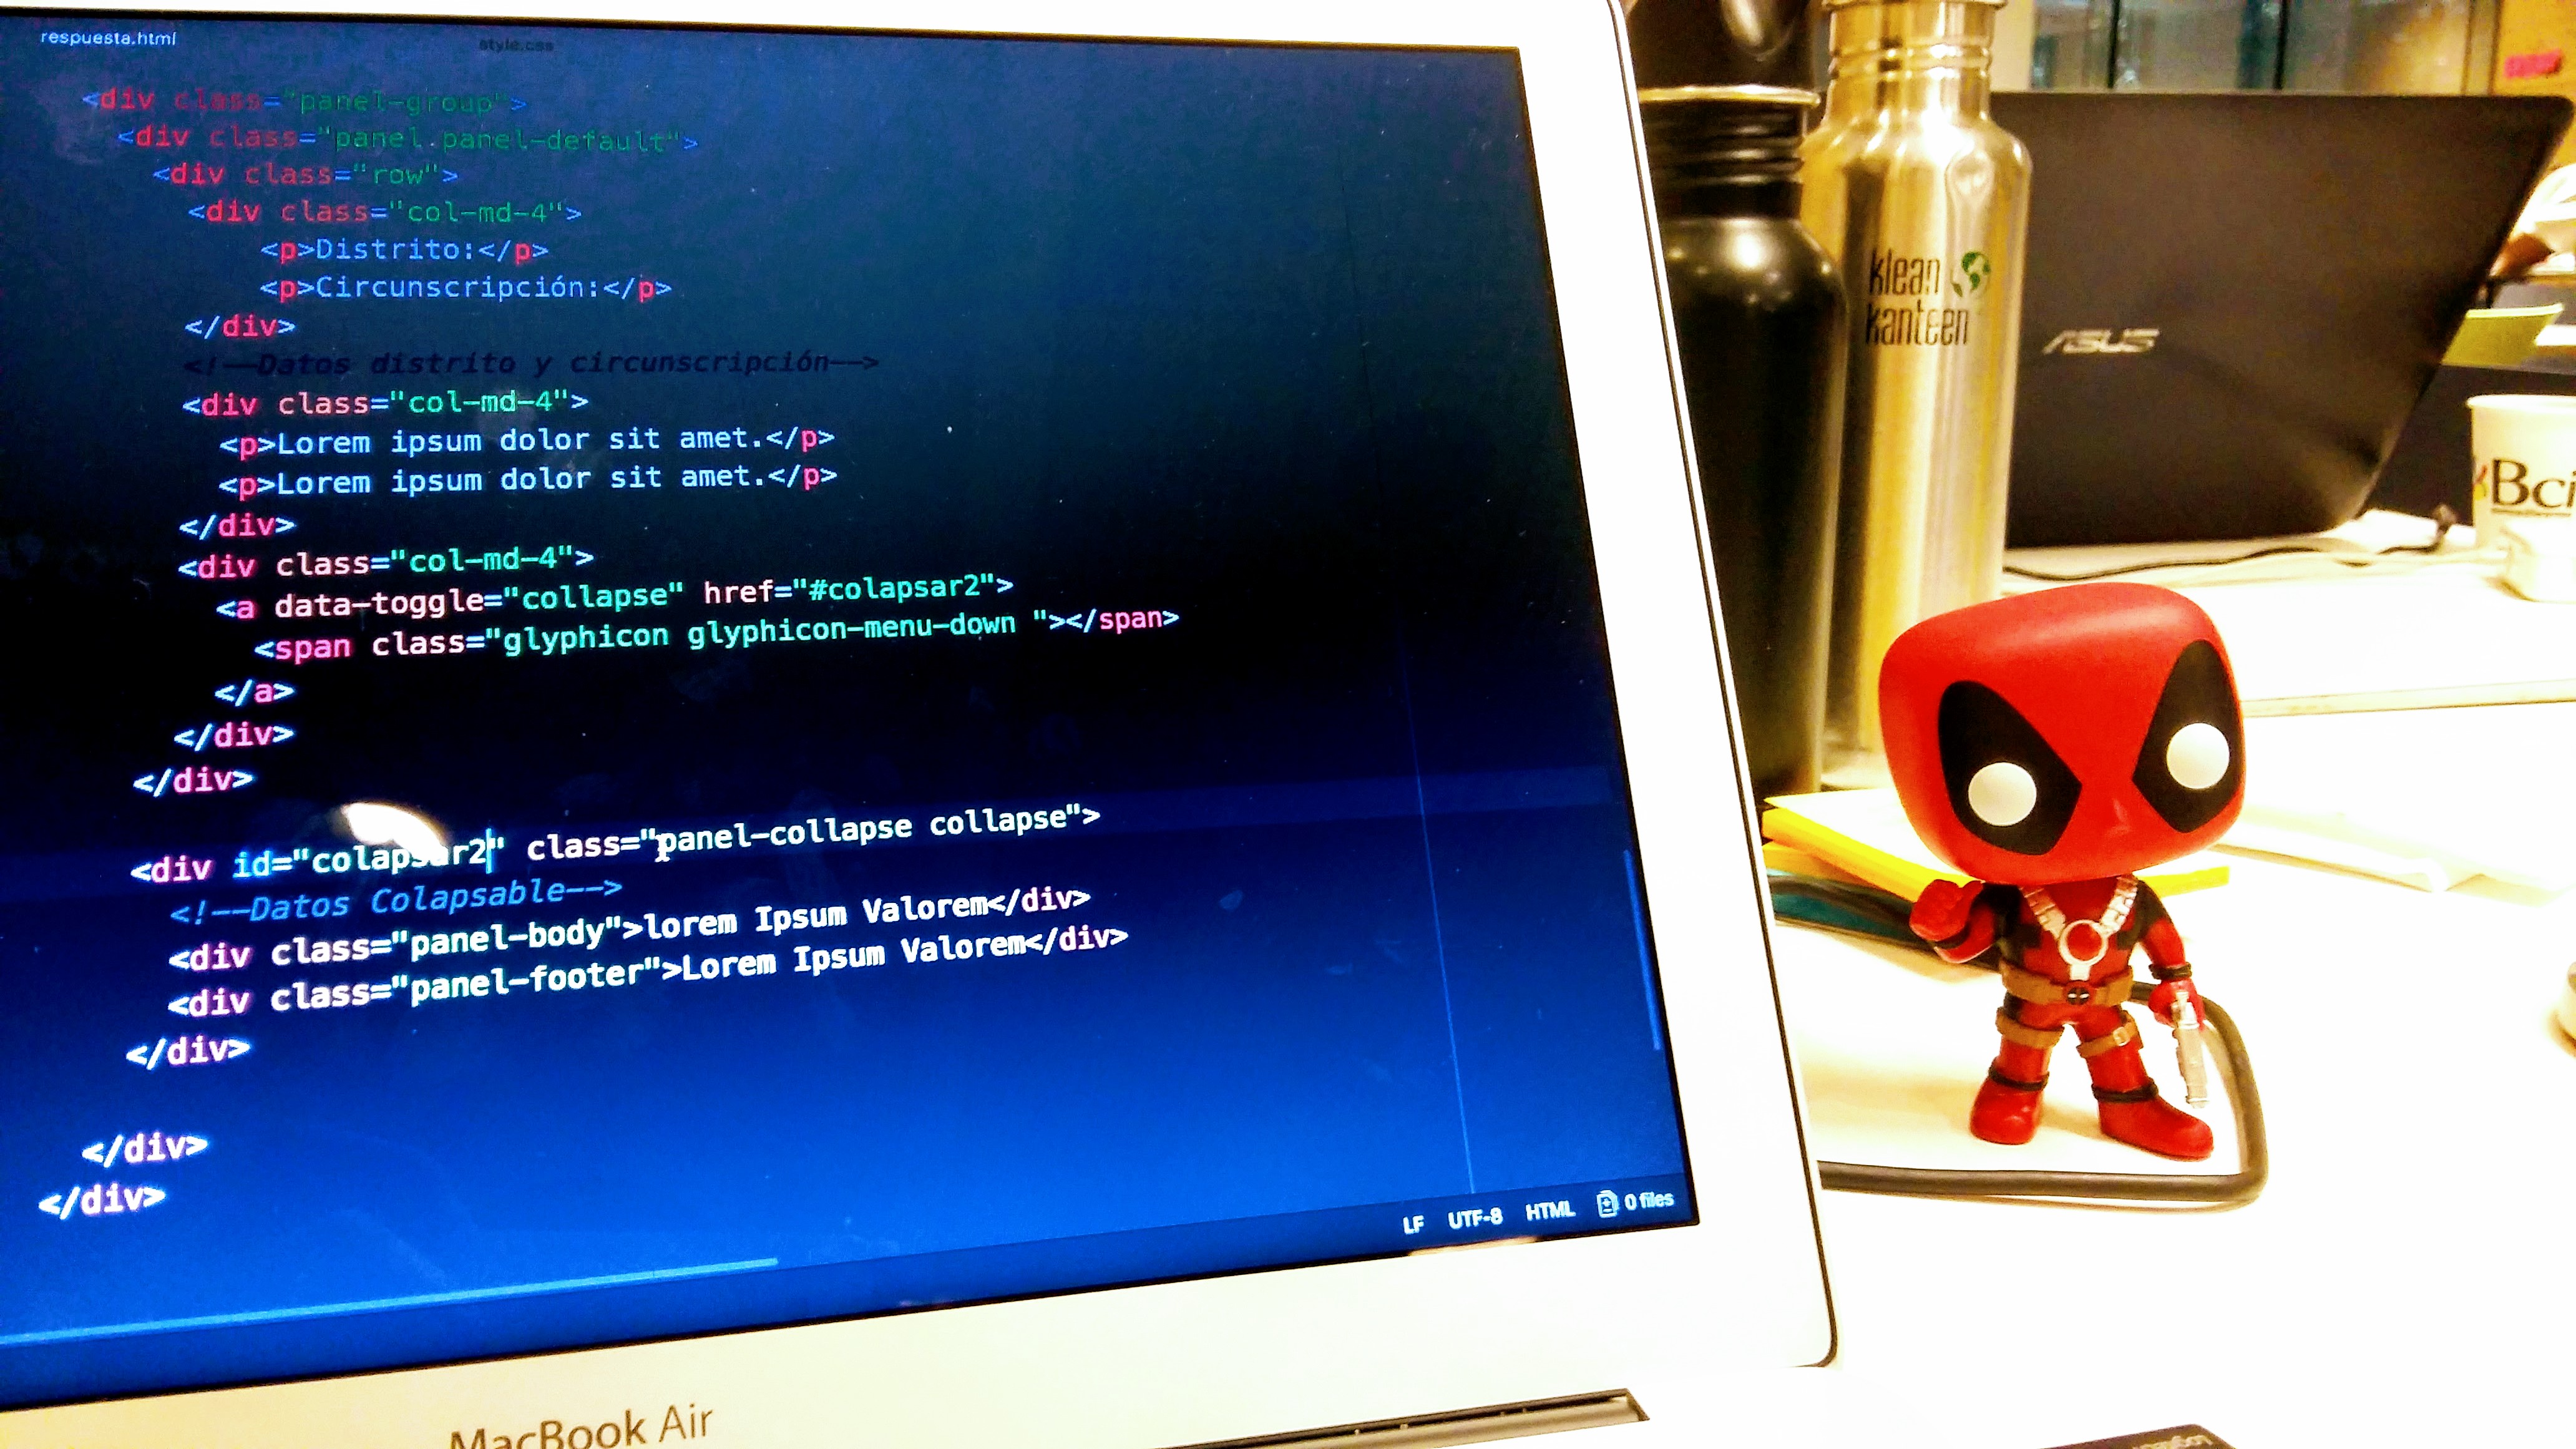 respuesta.html
style.css
<div class="panel-group">
<div class="panel.panel-default">
<div class="row">
<div class="col-md-4">
<p>Distrito:</p>
<p>Circunscripción:</p>
</div>
<!--Datos distrito y circunscripción-->
<div class="col-md-4">
<p>Lorem ipsum dolor sit amet.</p>
<p>Lorem ipsum dolor sit amet.</p>
</div>
<div class="col-md-4">
<a data-toggle="collapse" href="#colapsar2">
<span class="glyphicon glyphicon-menu-down "></span>
</a>
</div>
</div>
<div id="colapsar2" class="panel-collapse collapse">
<!--Datos Colapsable-->
<div class="panel-body">lorem Ipsum Valorem</div>
<div class="panel-footer">Lorem Ipsum Valorem</div>
</div>
</div>
</div>
LF UTF-8 HTML 0 files
MacBook Air
klean
kanteen
ASUS
Bci